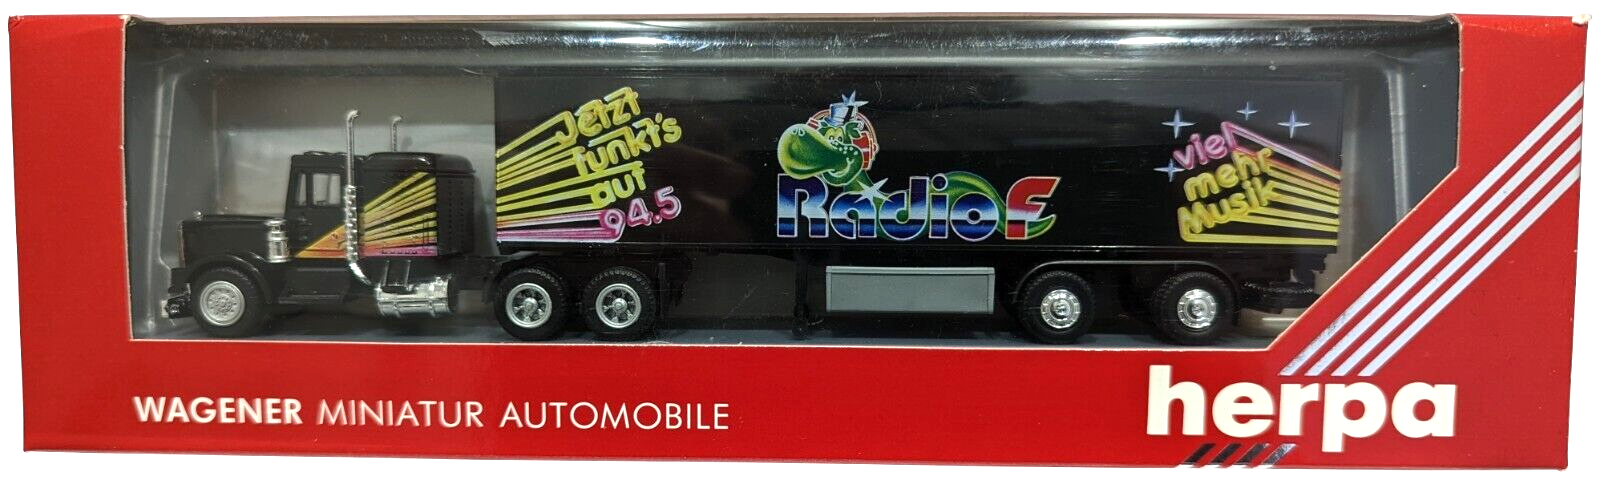 Jetzt
funkt's
auf
94.5
Radio F
viel
mehr
Musik
WAGENER MINIATUR AUTOMOBILE
herpa